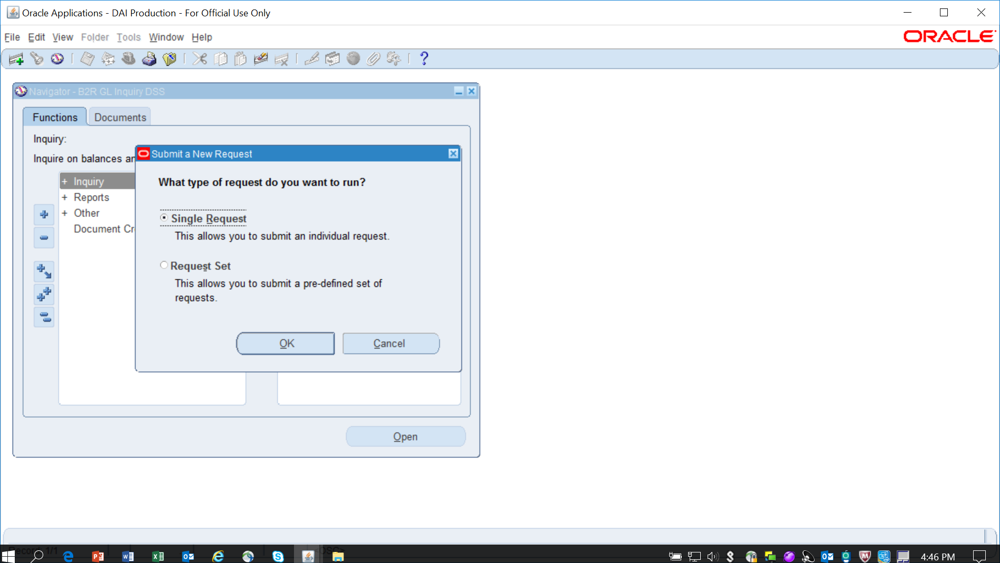 Oracle Applications - DAI Production - For Official Use Only
File Edit View Folder Tools Window Help
ORACLE
Navigator - B2R GL Inquiry DSS
Functions Documents
Inquiry:
Inquire on balances an
Submit a New Request
What type of request do you want to run?
+ Inquiry
+ Reports
+ Other
Document Cr
Single Request
This allows you to submit an individual request.
Request Set
This allows you to submit a pre-defined set of
requests.
OK Cancel
Open
Record: 1/1
<OSC>
4:46 PM